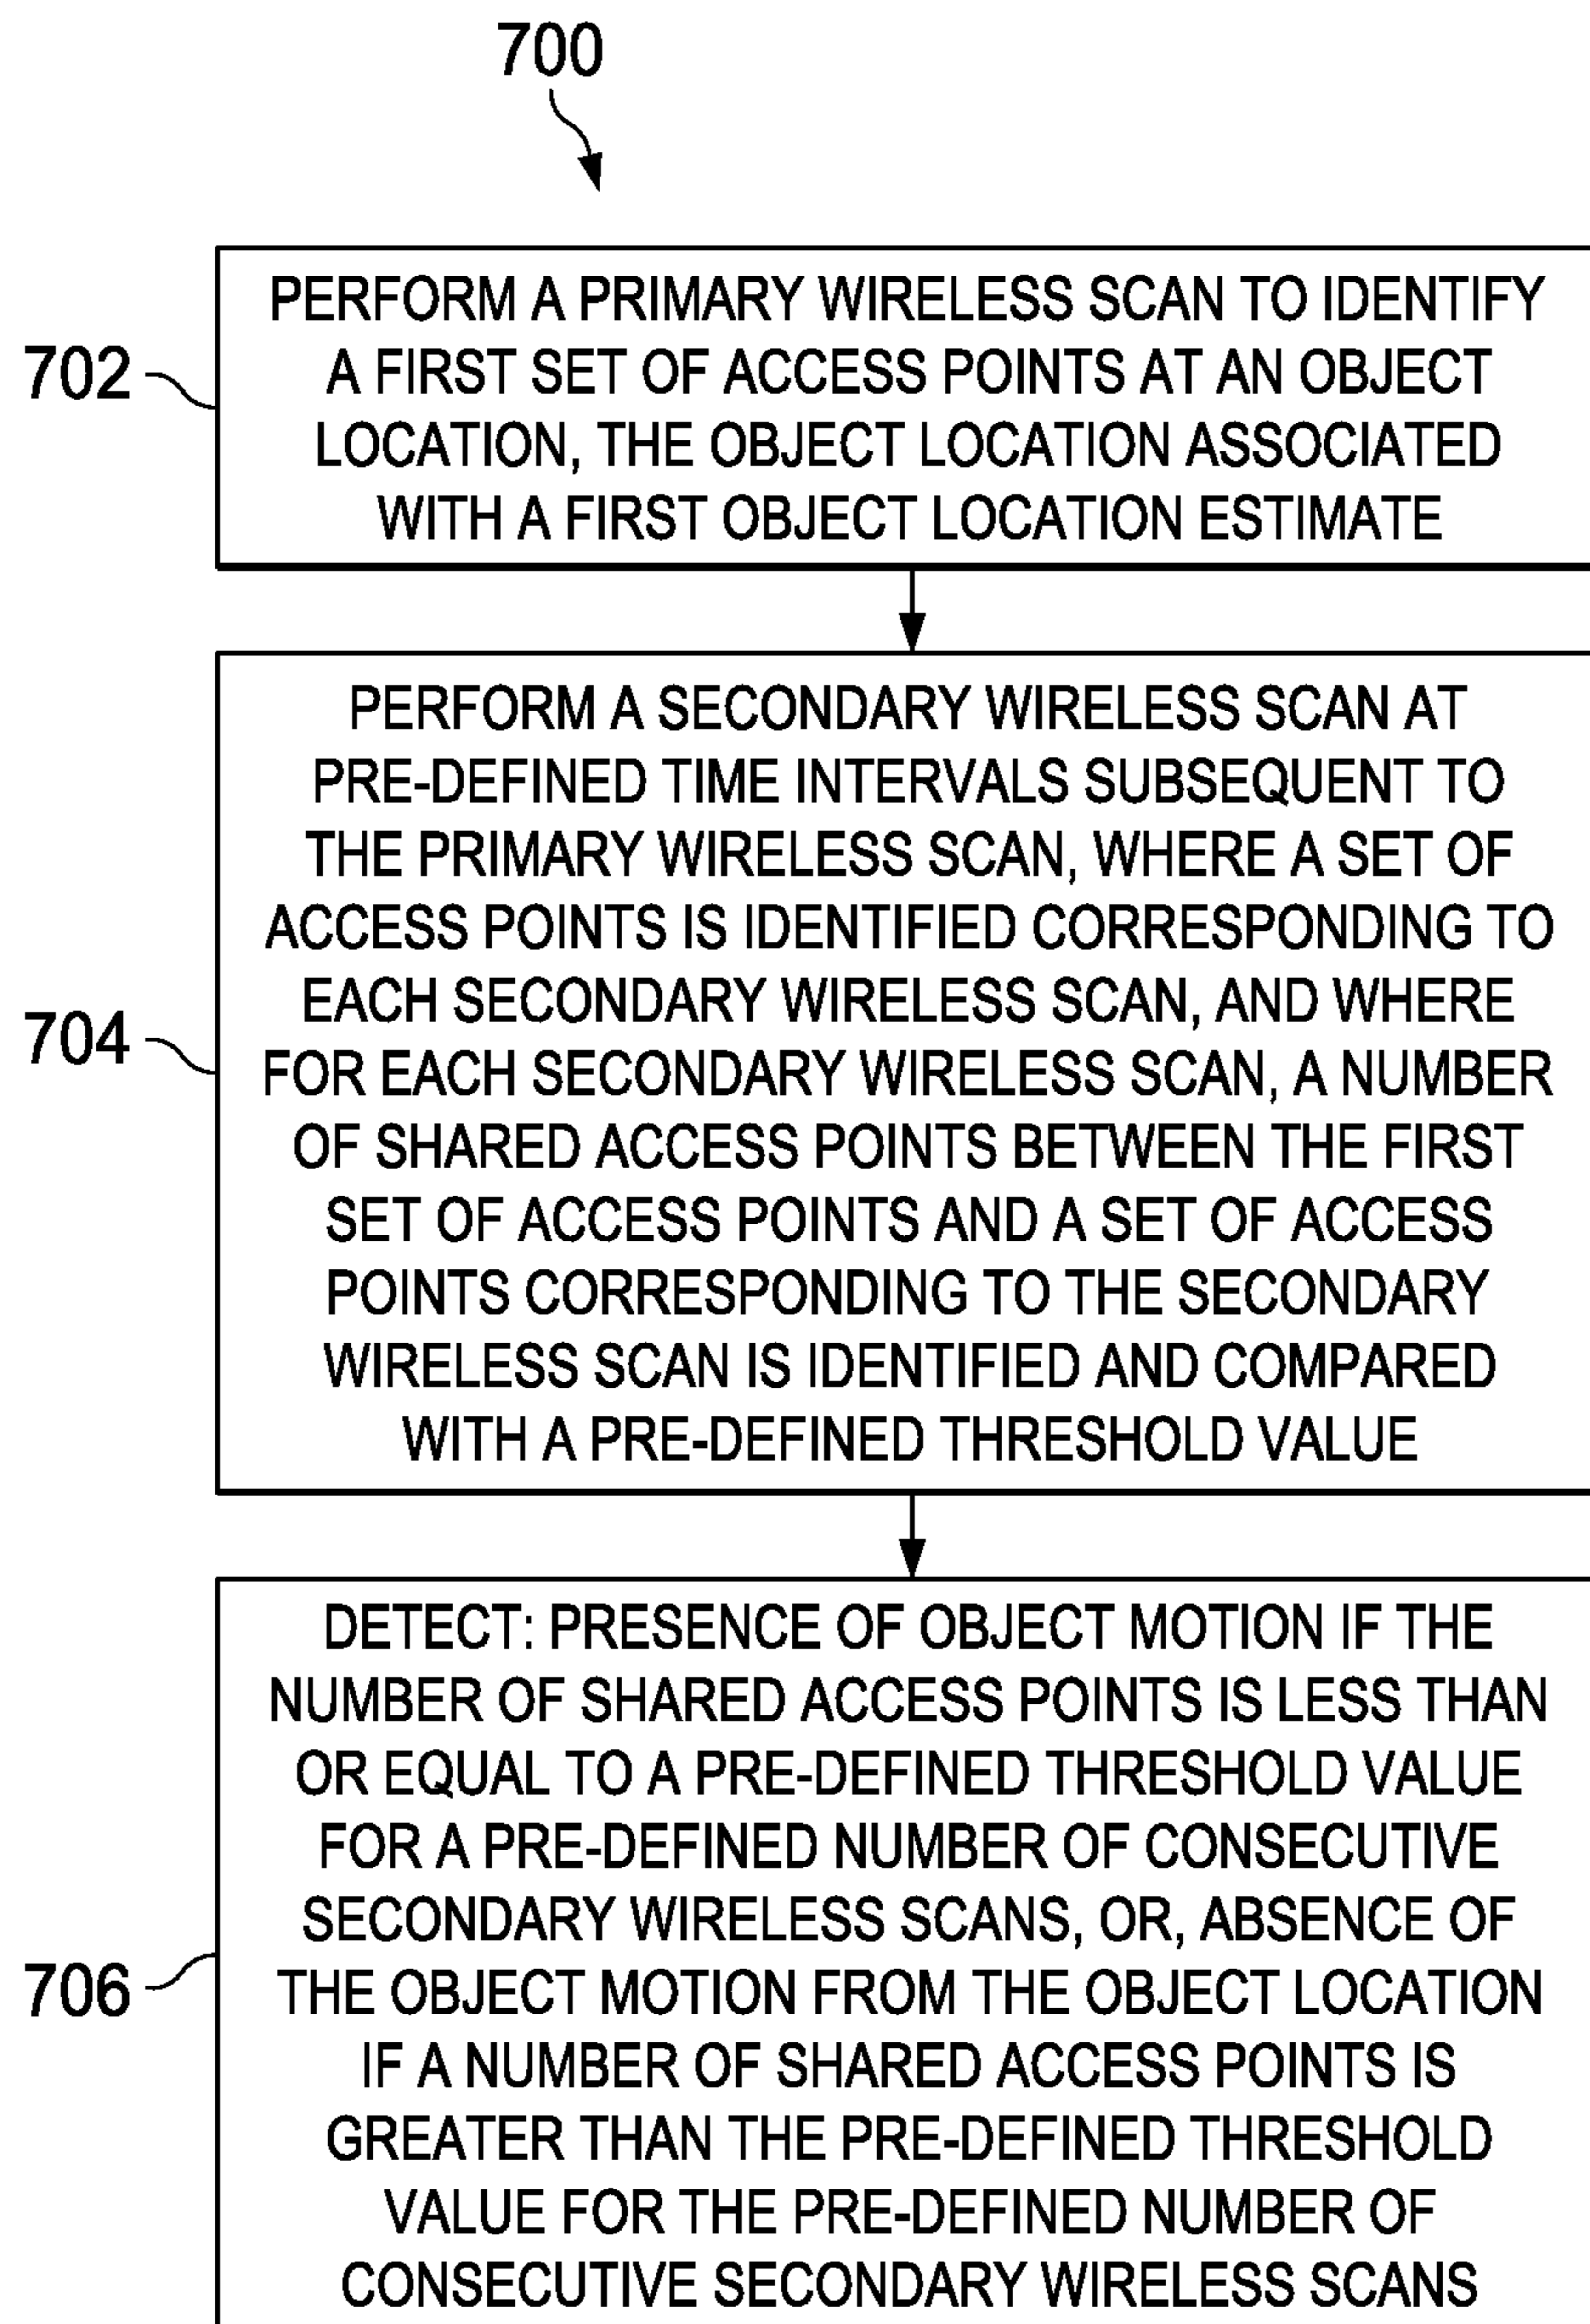 700
702
PERFORM A PRIMARY WIRELESS SCAN TO IDENTIFY
A FIRST SET OF ACCESS POINTS AT AN OBJECT
LOCATION, THE OBJECT LOCATION ASSOCIATED
WITH A FIRST OBJECT LOCATION ESTIMATE
704
PERFORM A SECONDARY WIRELESS SCAN AT
PRE-DEFINED TIME INTERVALS SUBSEQUENT TO
THE PRIMARY WIRELESS SCAN, WHERE A SET OF
ACCESS POINTS IS IDENTIFIED CORRESPONDING TO
EACH SECONDARY WIRELESS SCAN, AND WHERE
FOR EACH SECONDARY WIRELESS SCAN, A NUMBER
OF SHARED ACCESS POINTS BETWEEN THE FIRST
SET OF ACCESS POINTS AND A SET OF ACCESS
POINTS CORRESPONDING TO THE SECONDARY
WIRELESS SCAN IS IDENTIFIED AND COMPARED
WITH A PRE-DEFINED THRESHOLD VALUE
706
DETECT: PRESENCE OF OBJECT MOTION IF THE
NUMBER OF SHARED ACCESS POINTS IS LESS THAN
OR EQUAL TO A PRE-DEFINED THRESHOLD VALUE
FOR A PRE-DEFINED NUMBER OF CONSECUTIVE
SECONDARY WIRELESS SCANS, OR, ABSENCE OF
THE OBJECT MOTION FROM THE OBJECT LOCATION
IF A NUMBER OF SHARED ACCESS POINTS IS
GREATER THAN THE PRE-DEFINED THRESHOLD
VALUE FOR THE PRE-DEFINED NUMBER OF
CONSECUTIVE SECONDARY WIRELESS SCANS